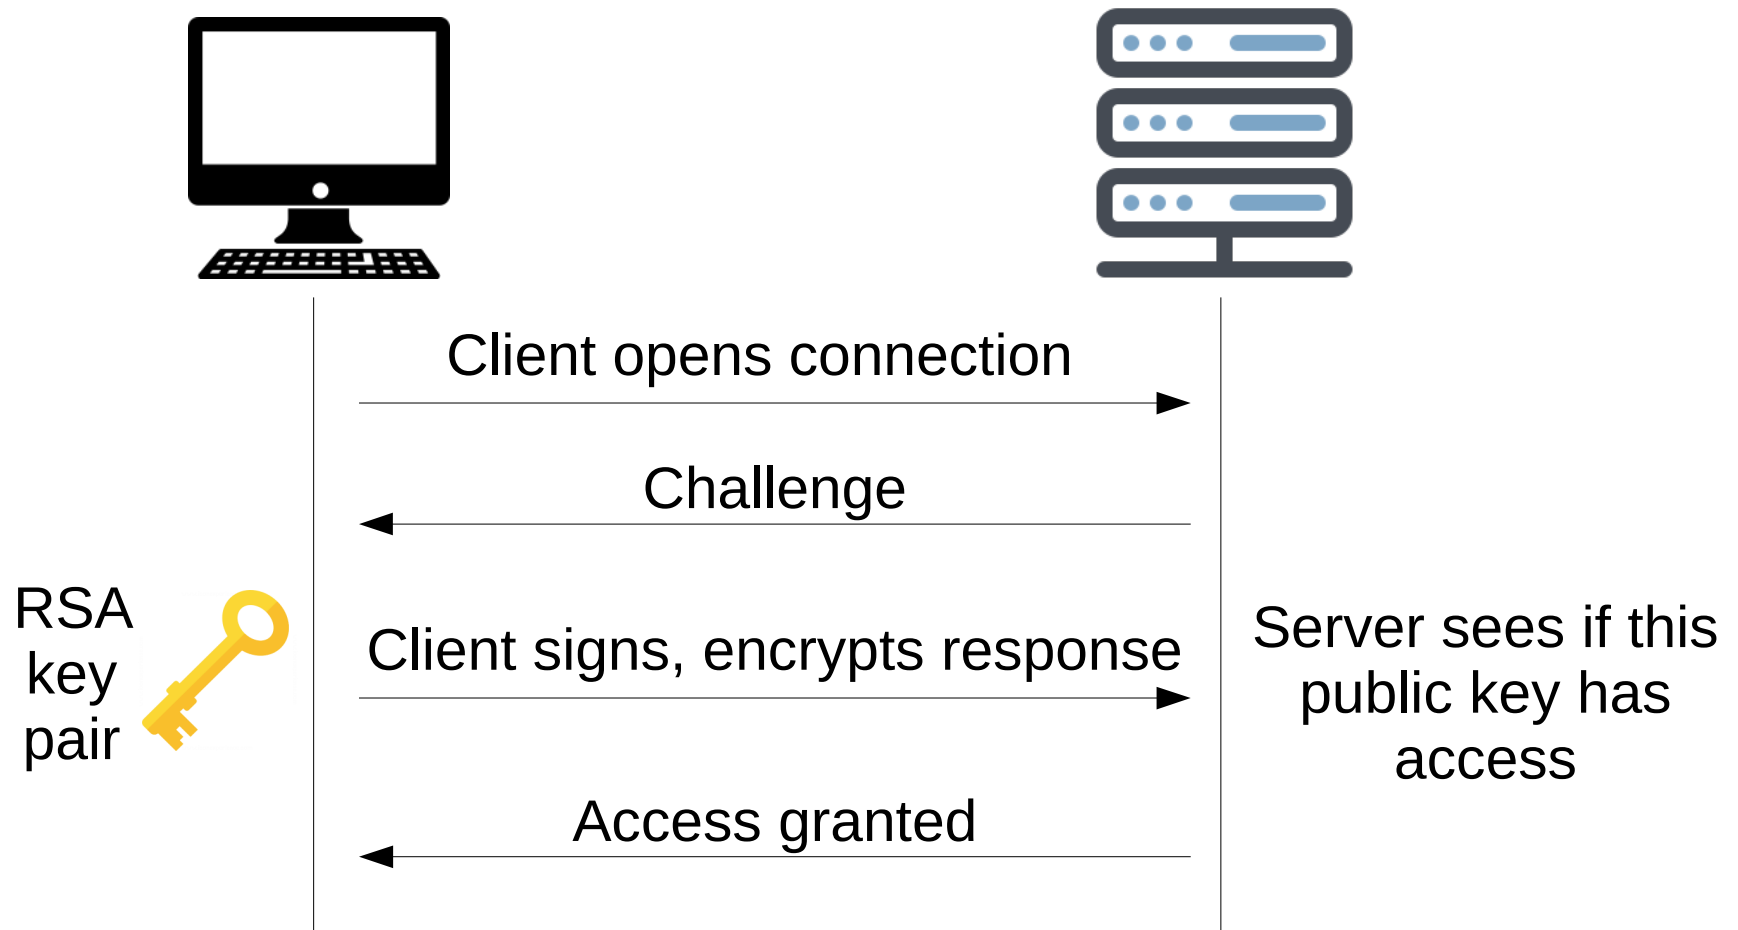 Client opens connection
Challenge
RSA
key
pair
Client signs, encrypts response
Server sees if this
public key has
access
Access granted